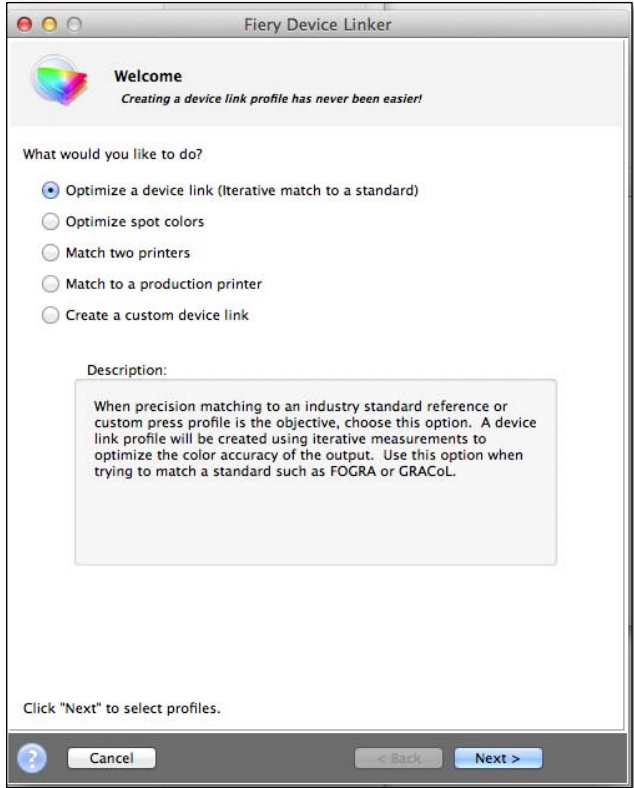 Fiery Device Linker
Welcome
Creating a device link profile has never been easier!
What would you like to do?
Optimize a device link (Iterative match to a standard)
Optimize spot colors
Match two printers
Match to a production printer
Create a custom device link
Description:
When precision matching to an industry standard reference or
custom press profile is the objective, choose this option.  A device
link profile will be created using iterative measurements to
optimize the color accuracy of the output.  Use this option when
trying to match a standard such as FOGRA or GRACoL.
Click "Next" to select profiles.
? Cancel < Back Next >